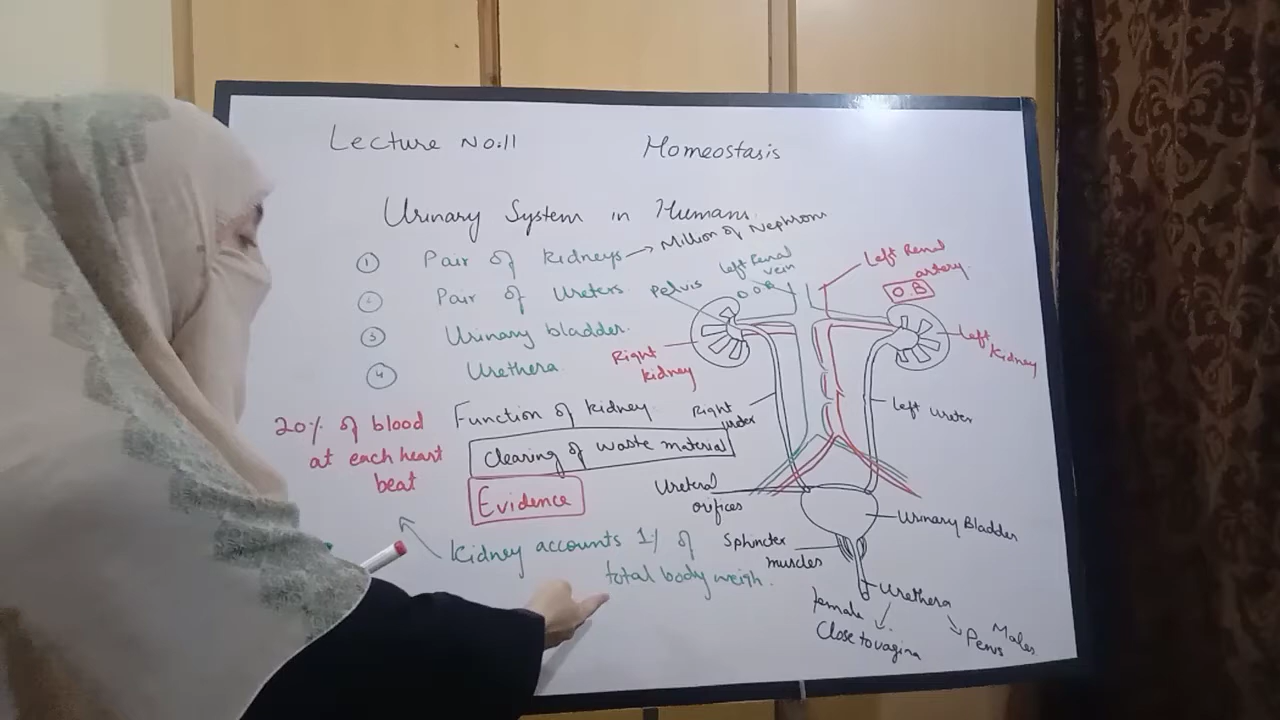 Lecture No:11
Homeostasis
Urinary System in Humans.
① Pair of kidneys → Million of Nephrons
② Pair of Ureters
③ Urinary bladder.
④ Urethera
Function of kidney.
Clearing of waste material
Evidence
Kidney accounts 1% of
total body weigh.
20% of blood
at each heart
beat
Pelvis
Left Renal
vein
D.O.B
Left Renal
artery.
O.B
Right
kidney
Left
Kidney
Right
Left Ureter
Ureteral
orifices
Urinary Bladder
Sphincter
muscles
Urethera
female
Close to vagina
Males
Penis